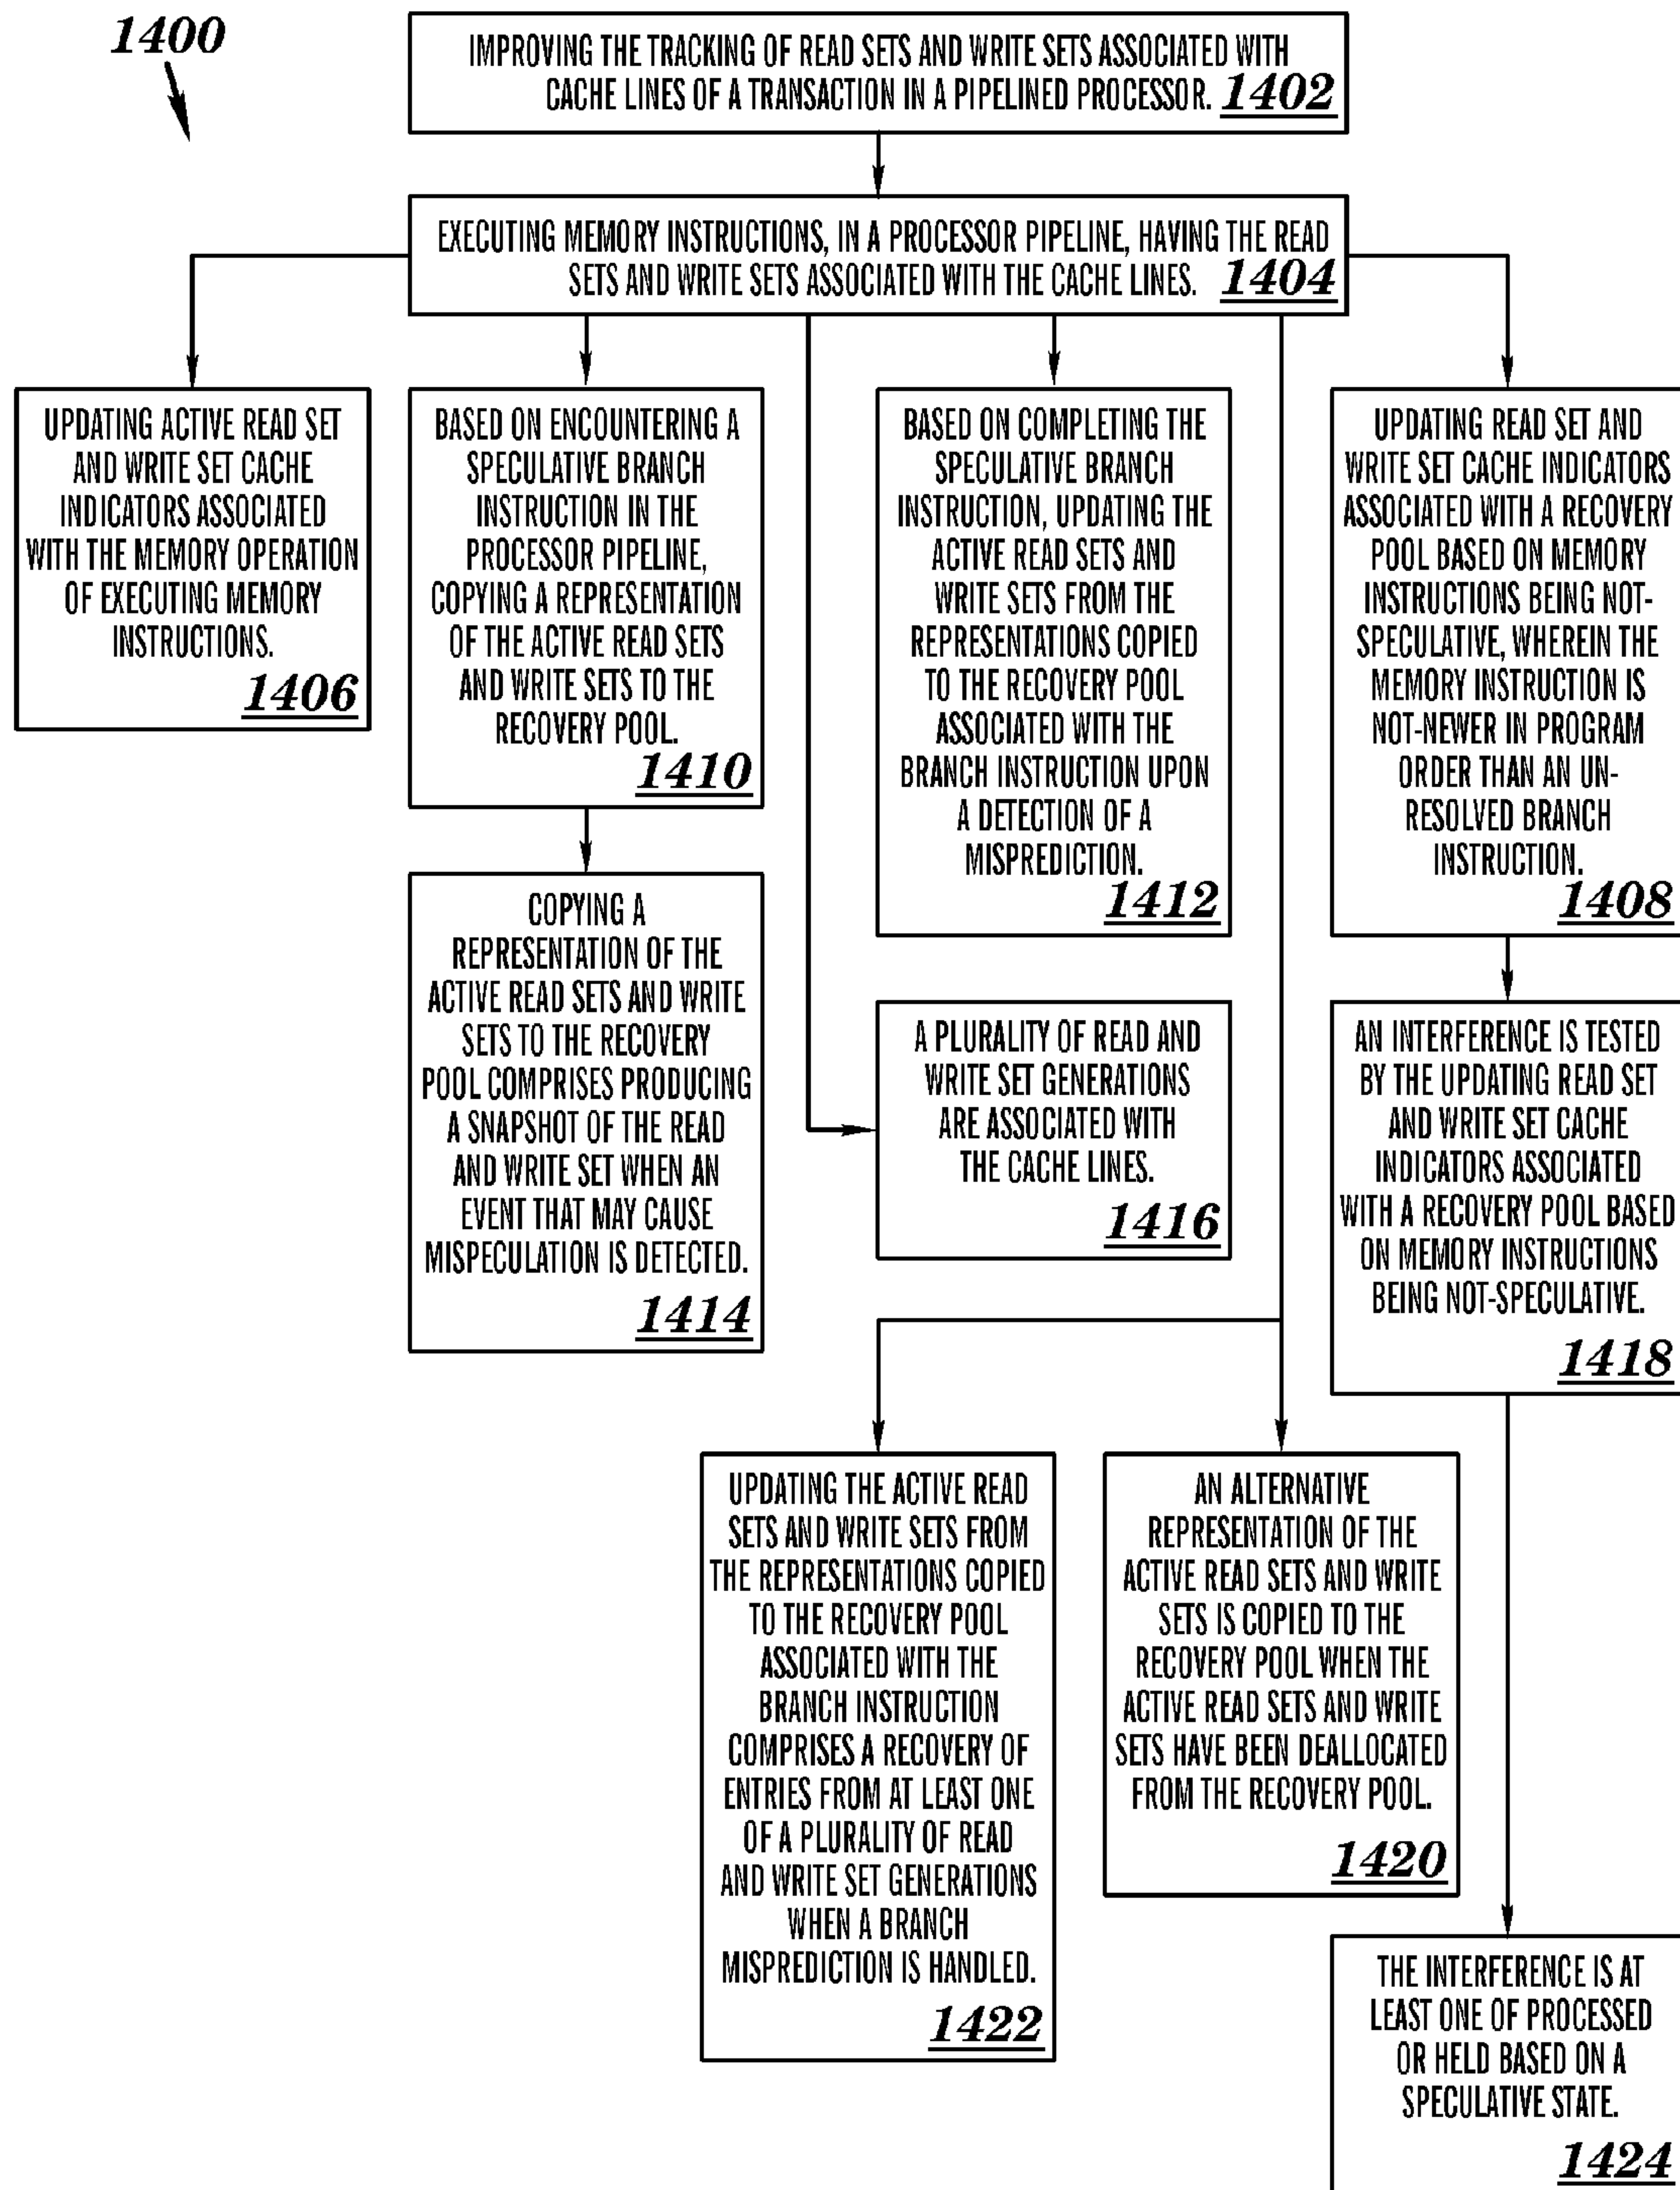 1400
IMPROVING THE TRACKING OF READ SETS AND WRITE SETS ASSOCIATED WITH
CACHE LINES OF A TRANSACTION IN A PIPELINED PROCESSOR. 1402
EXECUTING MEMORY INSTRUCTIONS, IN A PROCESSOR PIPELINE, HAVING THE READ
SETS AND WRITE SETS ASSOCIATED WITH THE CACHE LINES. 1404
UPDATING ACTIVE READ SET
AND WRITE SET CACHE
INDICATORS ASSOCIATED
WITH THE MEMORY OPERATION
OF EXECUTING MEMORY
INSTRUCTIONS.
1406
BASED ON ENCOUNTERING A
SPECULATIVE BRANCH
INSTRUCTION IN THE
PROCESSOR PIPELINE,
COPYING A REPRESENTATION
OF THE ACTIVE READ SETS
AND WRITE SETS TO THE
RECOVERY POOL.
1410
BASED ON COMPLETING THE
SPECULATIVE BRANCH
INSTRUCTION, UPDATING THE
ACTIVE READ SETS AND
WRITE SETS FROM THE
REPRESENTATIONS COPIED
TO THE RECOVERY POOL
ASSOCIATED WITH THE
BRANCH INSTRUCTION UPON
A DETECTION OF A
MISPREDICTION.
1412
UPDATING READ SET AND
WRITE SET CACHE INDICATORS
ASSOCIATED WITH A RECOVERY
POOL BASED ON MEMORY
INSTRUCTIONS BEING NOT-
SPECULATIVE, WHEREIN THE
MEMORY INSTRUCTION IS
NOT-NEWER IN PROGRAM
ORDER THAN AN UN-
RESOLVED BRANCH
INSTRUCTION.
1408
COPYING A
REPRESENTATION OF THE
ACTIVE READ SETS AND WRITE
SETS TO THE RECOVERY
POOL COMPRISES PRODUCING
A SNAPSHOT OF THE READ
AND WRITE SET WHEN AN
EVENT THAT MAY CAUSE
MISPECULATION IS DETECTED.
1414
A PLURALITY OF READ AND
WRITE SET GENERATIONS
ARE ASSOCIATED WITH
THE CACHE LINES.
1416
AN INTERFERENCE IS TESTED
BY THE UPDATING READ SET
AND WRITE SET CACHE
INDICATORS ASSOCIATED
WITH A RECOVERY POOL BASED
ON MEMORY INSTRUCTIONS
BEING NOT-SPECULATIVE.
1418
UPDATING THE ACTIVE READ
SETS AND WRITE SETS FROM
THE REPRESENTATIONS COPIED
TO THE RECOVERY POOL
ASSOCIATED WITH THE
BRANCH INSTRUCTION
COMPRISES A RECOVERY OF
ENTRIES FROM AT LEAST ONE
OF A PLURALITY OF READ
AND WRITE SET GENERATIONS
WHEN A BRANCH
MISPREDICTION IS HANDLED.
1422
AN ALTERNATIVE
REPRESENTATION OF THE
ACTIVE READ SETS AND WRITE
SETS IS COPIED TO THE
RECOVERY POOL WHEN THE
ACTIVE READ SETS AND WRITE
SETS HAVE BEEN DEALLOCATED
FROM THE RECOVERY POOL.
1420
THE INTERFERENCE IS AT
LEAST ONE OF PROCESSED
OR HELD BASED ON A
SPECULATIVE STATE.
1424